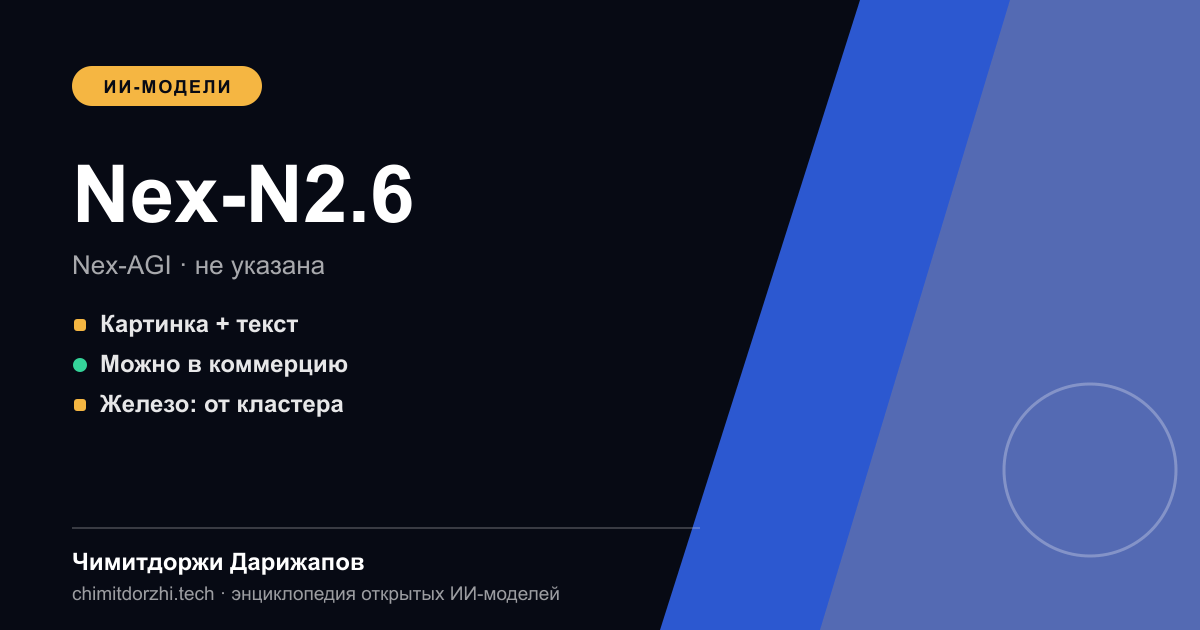 ИИ-МОДЕЛИ
Nex-N2.6
Nex-AGI · не указана
Картинка + текст
Можно в коммерцию
Железо: от кластера
Чимитдоржи Дарижапов
chimitdorzhi.tech · энциклопедия открытых ИИ-моделей